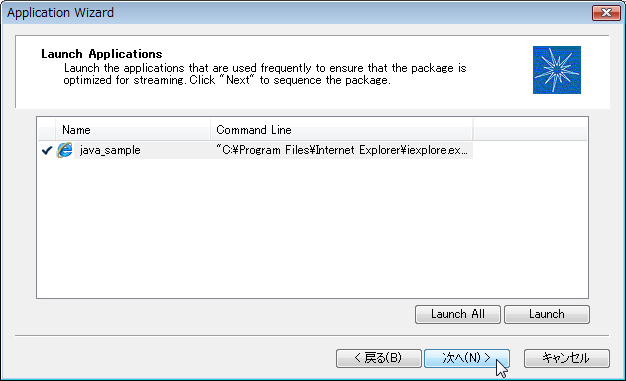 Application Wizard
Launch Applications
Launch the applications that are used frequently to ensure that the package is
optimized for streaming. Click "Next" to sequence the package.
Name Command Line
java_sample "C:¥Program Files¥Internet Explorer¥iexplore.ex...
Launch All Launch
< 戻る(B) 次へ(N) > キャンセル